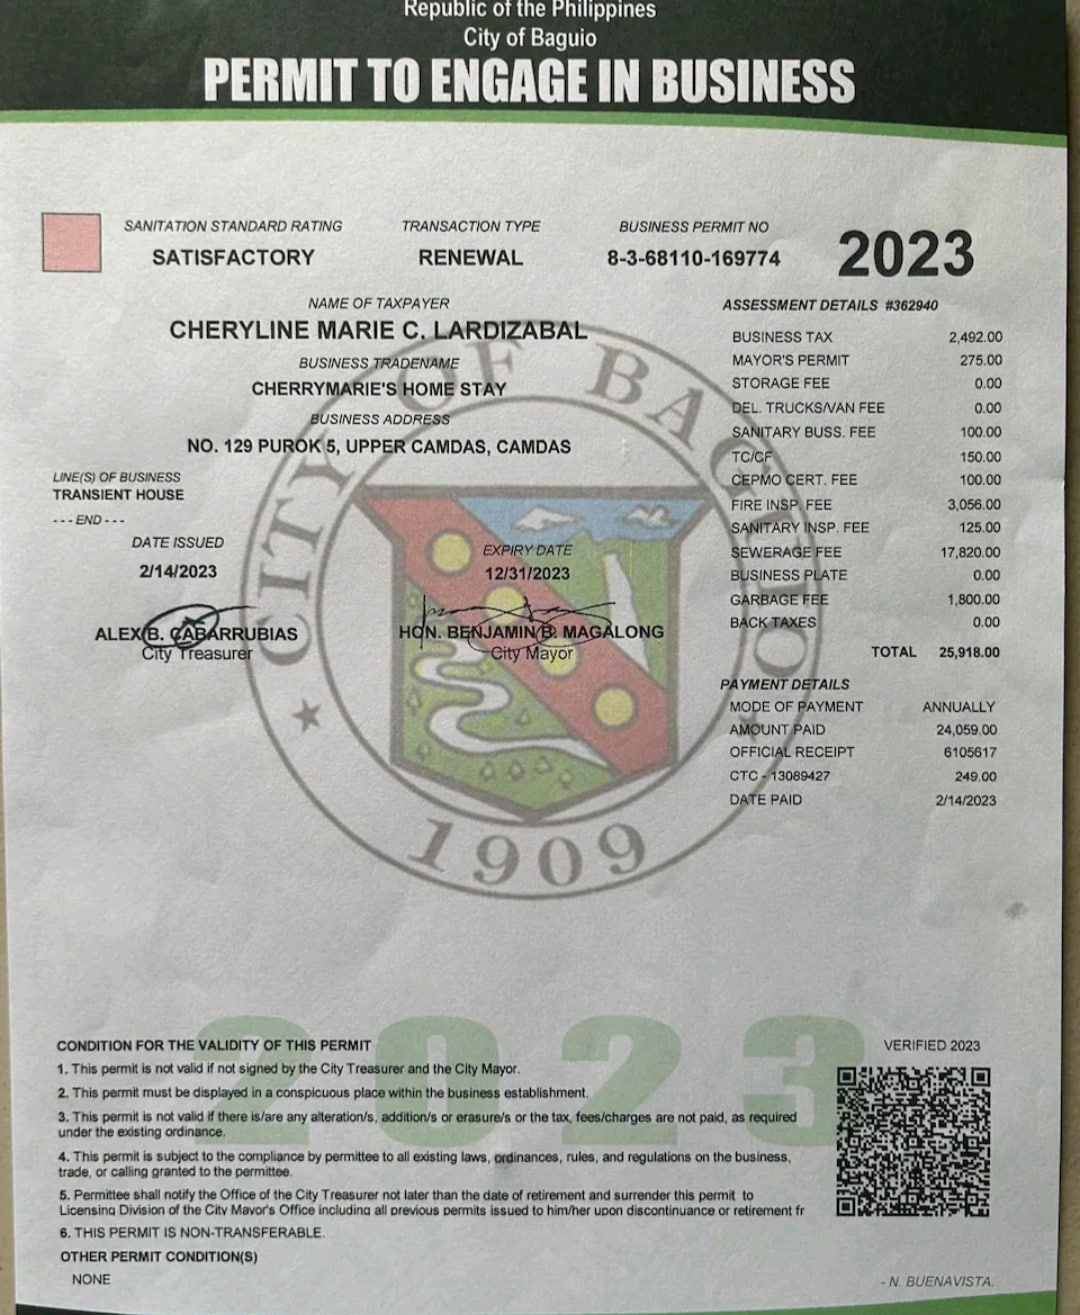 Republic of the Philippines
City of Baguio
PERMIT TO ENGAGE IN BUSINESS
SANITATION STANDARD RATING
SATISFACTORY
TRANSACTION TYPE
RENEWAL
BUSINESS PERMIT NO
8-3-68110-169774
2023
NAME OF TAXPAYER
CHERYLINE MARIE C. LARDIZABAL
BUSINESS TRADENAME
CHERRYMARIE'S HOME STAY
BUSINESS ADDRESS
NO. 129 PUROK 5, UPPER CAMDAS, CAMDAS
LINE(S) OF BUSINESS
TRANSIENT HOUSE
--- END ---
DATE ISSUED
2/14/2023
EXPIRY DATE
12/31/2023
ALEX B. CABARRUBIAS
City Treasurer
HON. BENJAMIN B. MAGALONG
City Mayor
ASSESSMENT DETAILS #362940
BUSINESS TAX 2,492.00
MAYOR'S PERMIT 275.00
STORAGE FEE 0.00
DEL. TRUCKS/VAN FEE 0.00
SANITARY BUSS. FEE 100.00
TC/CF 150.00
CEPMO CERT. FEE 100.00
FIRE INSP. FEE 3,056.00
SANITARY INSP. FEE 125.00
SEWERAGE FEE 17,820.00
BUSINESS PLATE 0.00
GARBAGE FEE 1,800.00
BACK TAXES 0.00
TOTAL 25,918.00
PAYMENT DETAILS
MODE OF PAYMENT ANNUALLY
AMOUNT PAID 24,059.00
OFFICIAL RECEIPT 6105617
CTC - 13089427 249.00
DATE PAID 2/14/2023
CITY OF BAGUIO
1909
2023
CONDITION FOR THE VALIDITY OF THIS PERMIT
1. This permit is not valid if not signed by the City Treasurer and the City Mayor.
2. This permit must be displayed in a conspicuous place within the business establishment.
3. This permit is not valid if there is/are any alteration/s, addition/s or erasure/s or the tax, fees/charges are not paid, as required
under the existing ordinance.
4. This permit is subject to the compliance by permittee to all existing laws, ordinances, rules, and regulations on the business,
trade, or calling granted to the permittee.
5. Permittee shall notify the Office of the City Treasurer not later than the date of retirement and surrender this permit to
Licensing Division of the City Mayor's Office including all previous permits issued to him/her upon discontinuance or retirement fr
6. THIS PERMIT IS NON-TRANSFERABLE.
OTHER PERMIT CONDITION(S)
NONE
VERIFIED 2023
- N. BUENAVISTA.